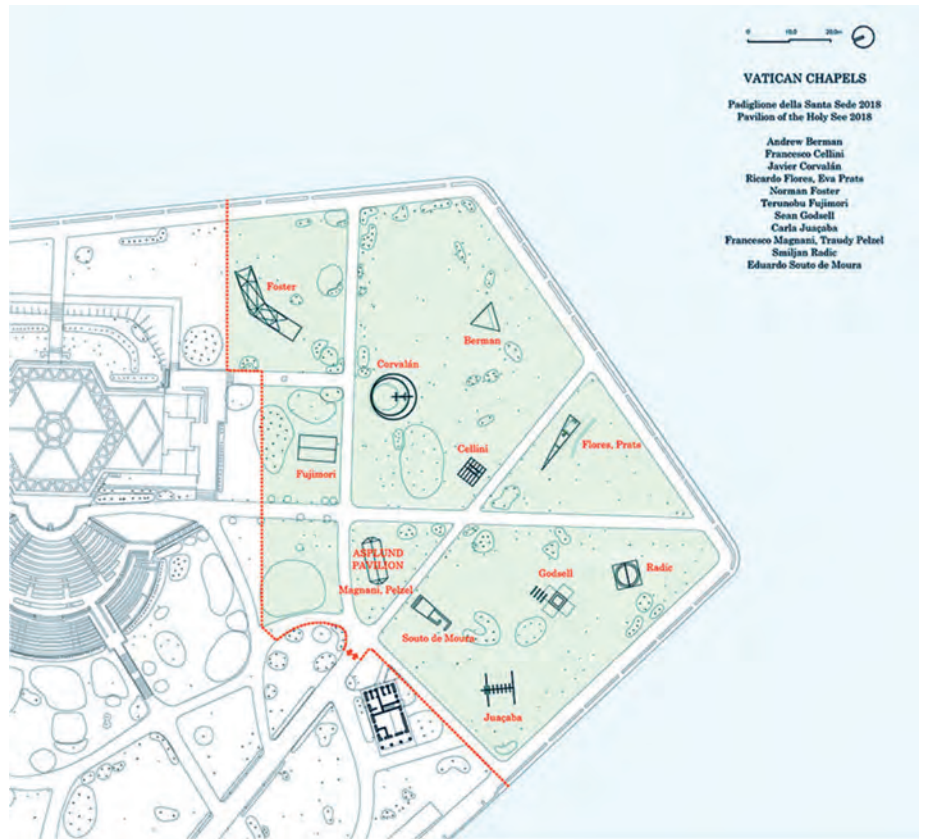 0 10,0 20,0m
VATICAN CHAPELS
Padiglione della Santa Sede 2018
Pavilion of the Holy See 2018
Andrew Berman
Francesco Cellini
Javier Corvalán
Ricardo Flores, Eva Prats
Norman Foster
Terunobu Fujimori
Sean Godsell
Carla Juaçaba
Francesco Magnani, Traudy Pelzel
Smiljan Radic
Eduardo Souto de Moura
Foster
Berman
Corvalán
Flores, Prats
Cellini
Fujimori
ASPLUND
PAVILION
Magnani, Pelzel
Godsell
Radic
Souto de Moura
Juaçaba